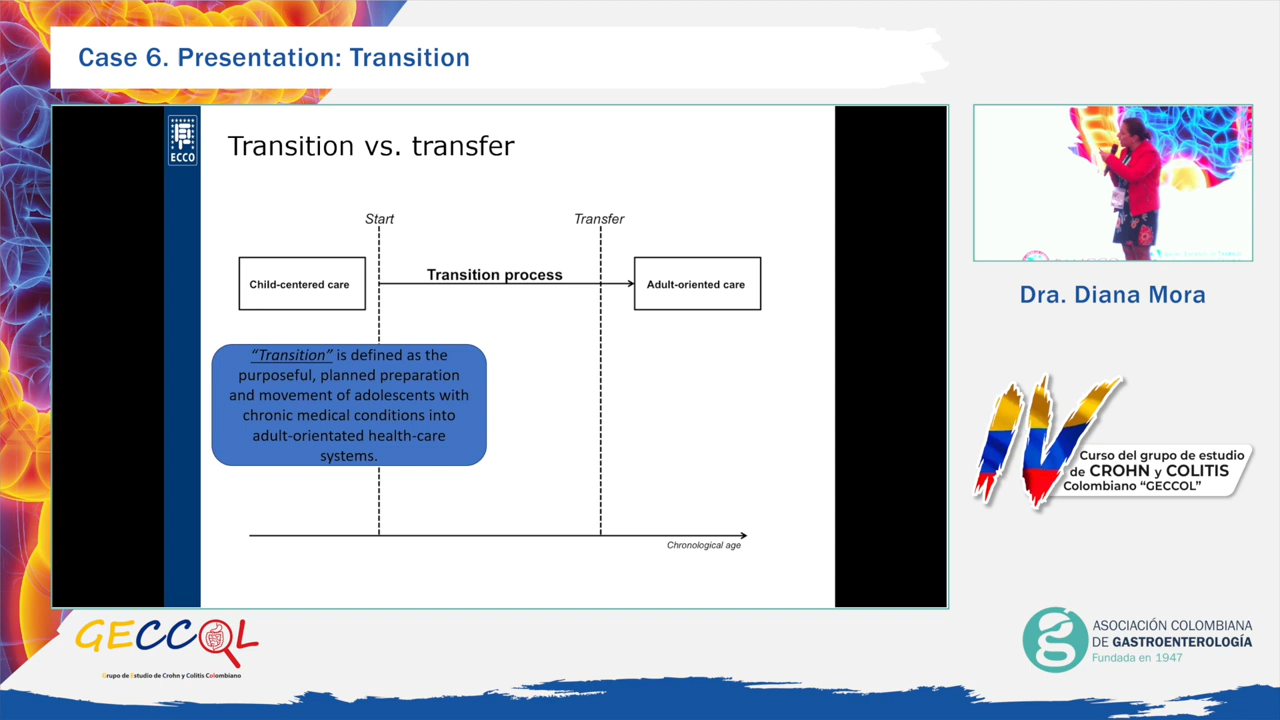 Case 6. Presentation: Transition
ECCO
Transition vs. transfer
Start
Transfer
Child-centered care
Transition process
Adult-oriented care
“Transition” is defined as the
purposeful, planned preparation
and movement of adolescents with
chronic medical conditions into
adult-orientated health-care
systems.
Chronological age
Dra. Diana Mora
IV
Curso del grupo de estudio
de CROHN y COLITIS
Colombiano “GECCOL”
GECCOL
Grupo de Estudio de Crohn y Colitis Colombiano
ASOCIACIÓN COLOMBIANA
DE GASTROENTEROLOGÍA
Fundada en 1947